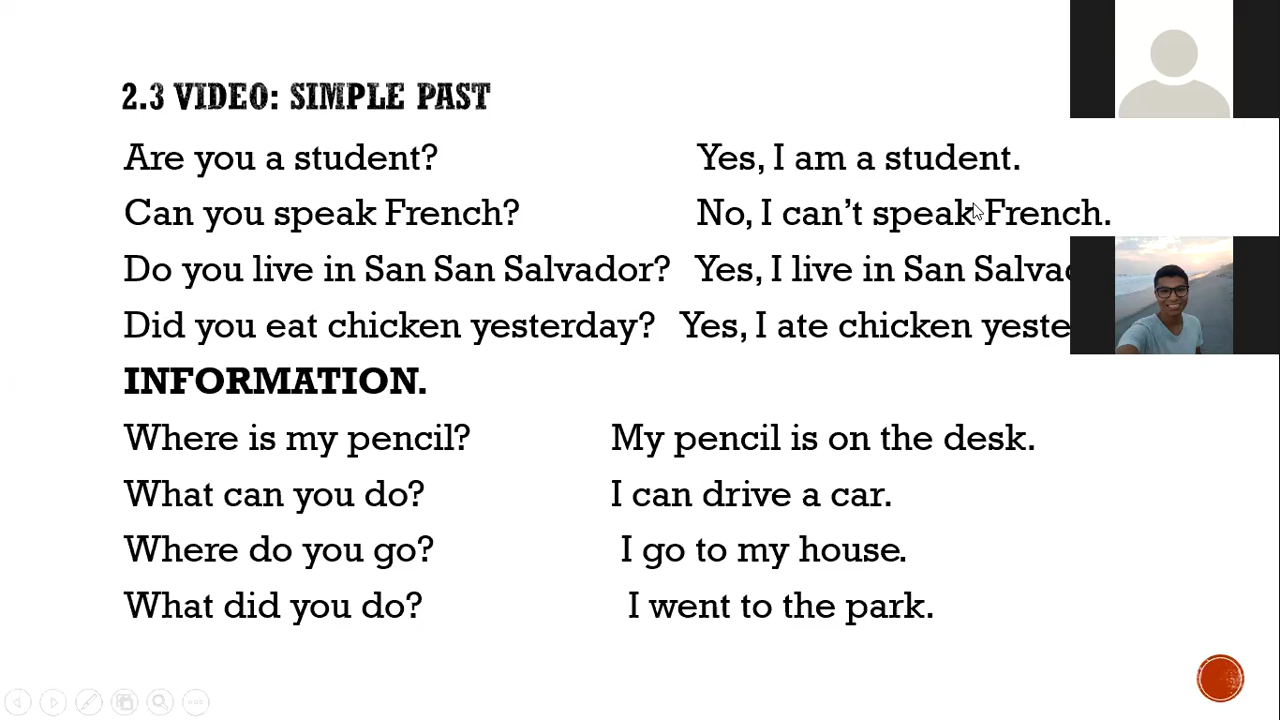 2.3 VIDEO: SIMPLE PAST
Are you a student? Yes, I am a student.
Can you speak French? No, I can't speak French.
Do you live in San San Salvador? Yes, I live in San
Did you eat chicken yesterday? Yes, I ate chicken
INFORMATION.
Where is my pencil? My pencil is on the desk.
What can you do? I can drive a car.
Where do you go? I go to my house.
What did you do? I went to the park.